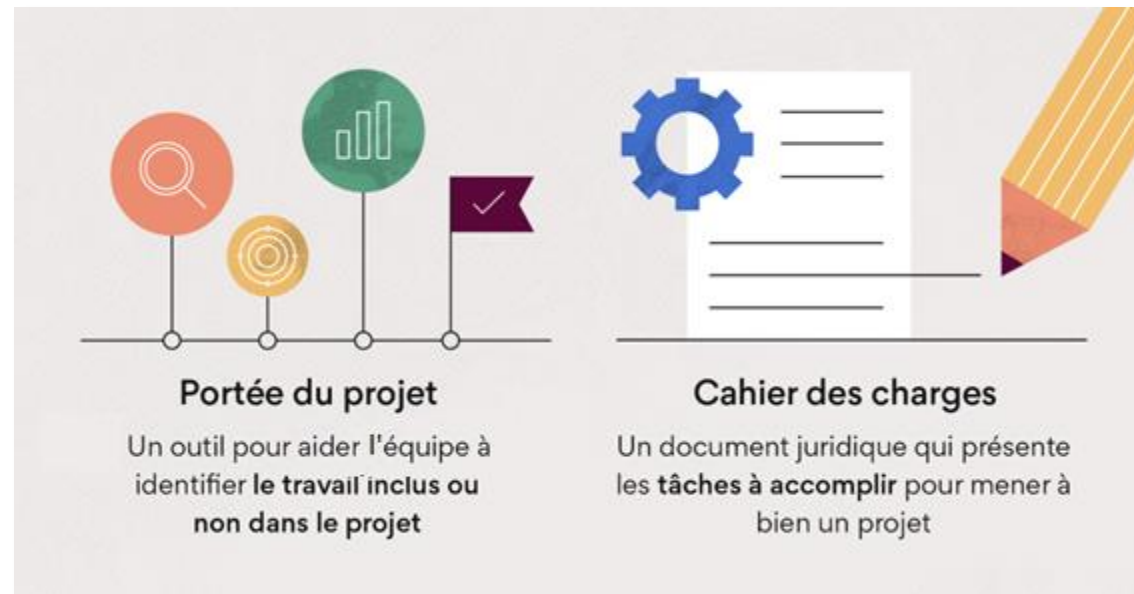 Portée du projet
Un outil pour aider l'équipe à
identifier le travail inclus ou
non dans le projet
Cahier des charges
Un document juridique qui présente
les tâches à accomplir pour mener à
bien un projet